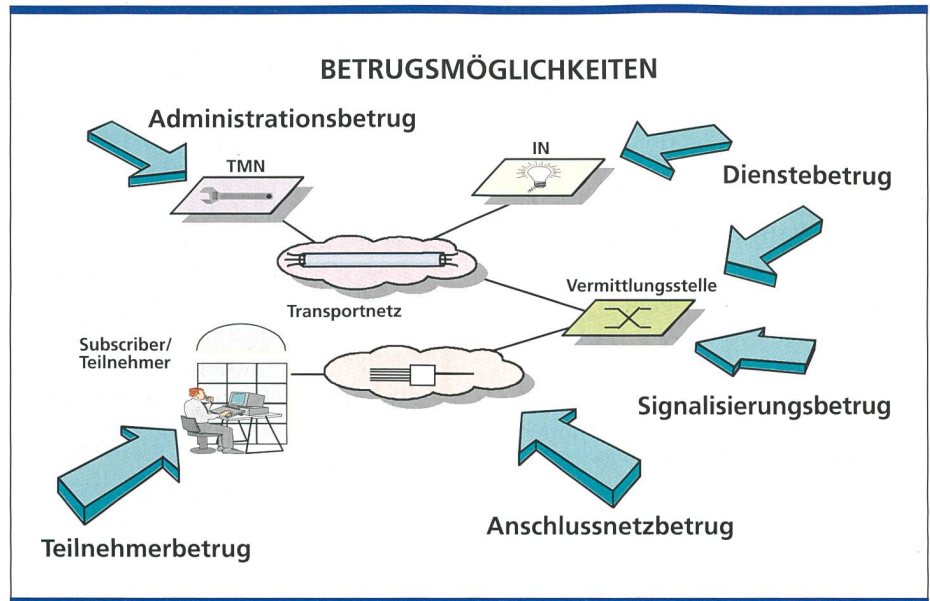 BETRUGSMÖGLICHKEITEN
Administrationsbetrug
TMN
IN
Dienstebetrug
Transportnetz
Vermittlungsstelle
Subscriber/
Teilnehmer
Signalisierungsbetrug
Anschlussnetzbetrug
Teilnehmerbetrug